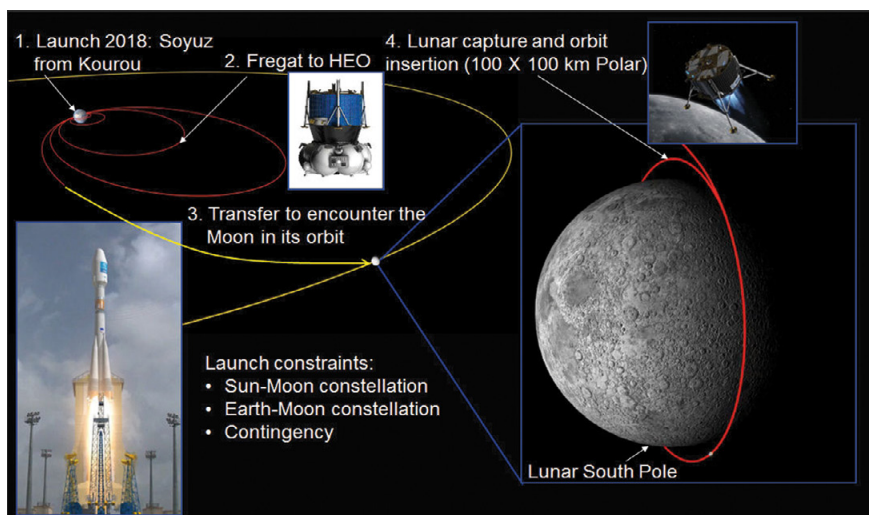 1. Launch 2018: Soyuz
from Kourou
2. Fregat to HEO
4. Lunar capture and orbit
insertion (100 X 100 km Polar)
3. Transfer to encounter the
Moon in its orbit
Launch constraints:
• Sun-Moon constellation
• Earth-Moon constellation
• Contingency
Lunar South Pole